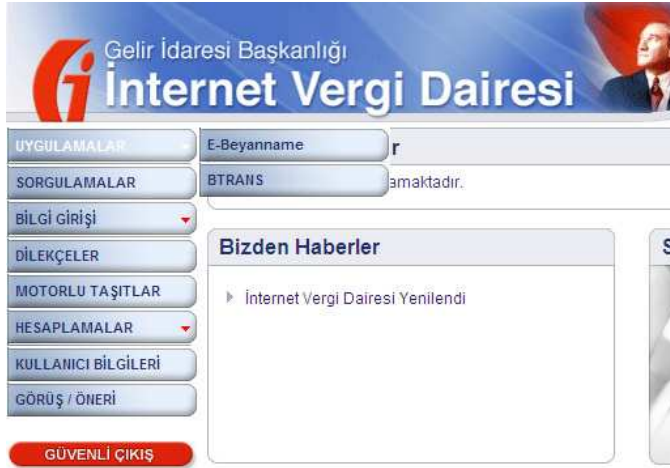 Gelir İdaresi Başkanlığı
İnternet Vergi Dairesi
UYGULAMALAR
E-Beyanname
r
SORGULAMALAR
BTRANS
amaktadır.
BİLGİ GİRİŞİ
DİLEKÇELER
MOTORLU TAŞITLAR
HESAPLAMALAR
KULLANICI BİLGİLERİ
GÖRÜŞ / ÖNERİ
GÜVENLİ ÇIKIŞ
Bizden Haberler
İnternet Vergi Dairesi Yenilendi
S